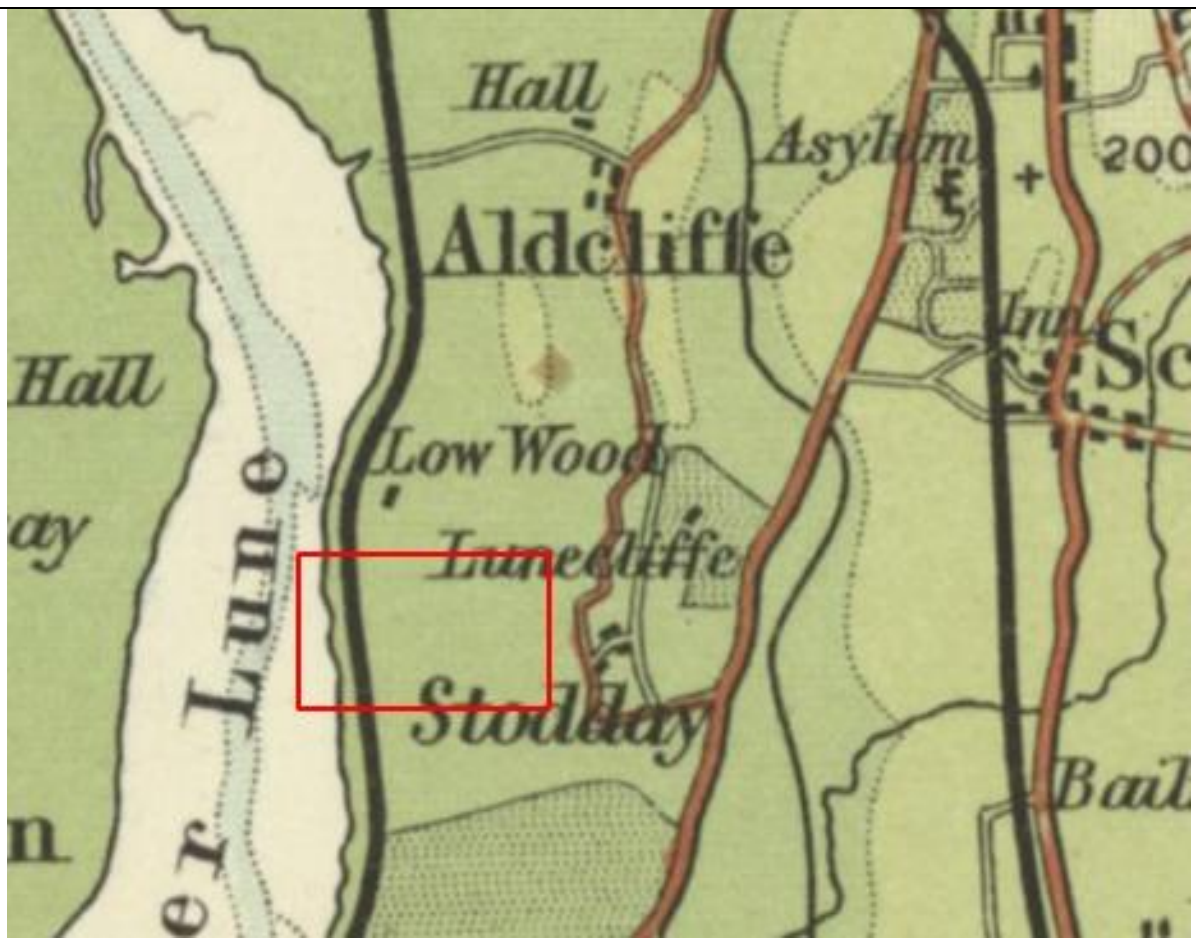 Hall
Asylum
200
Aldcliffe
Inn
Sc
Hall
Low Wood
ay
Lunecliffe
Stodday
Bail
n
er Lune